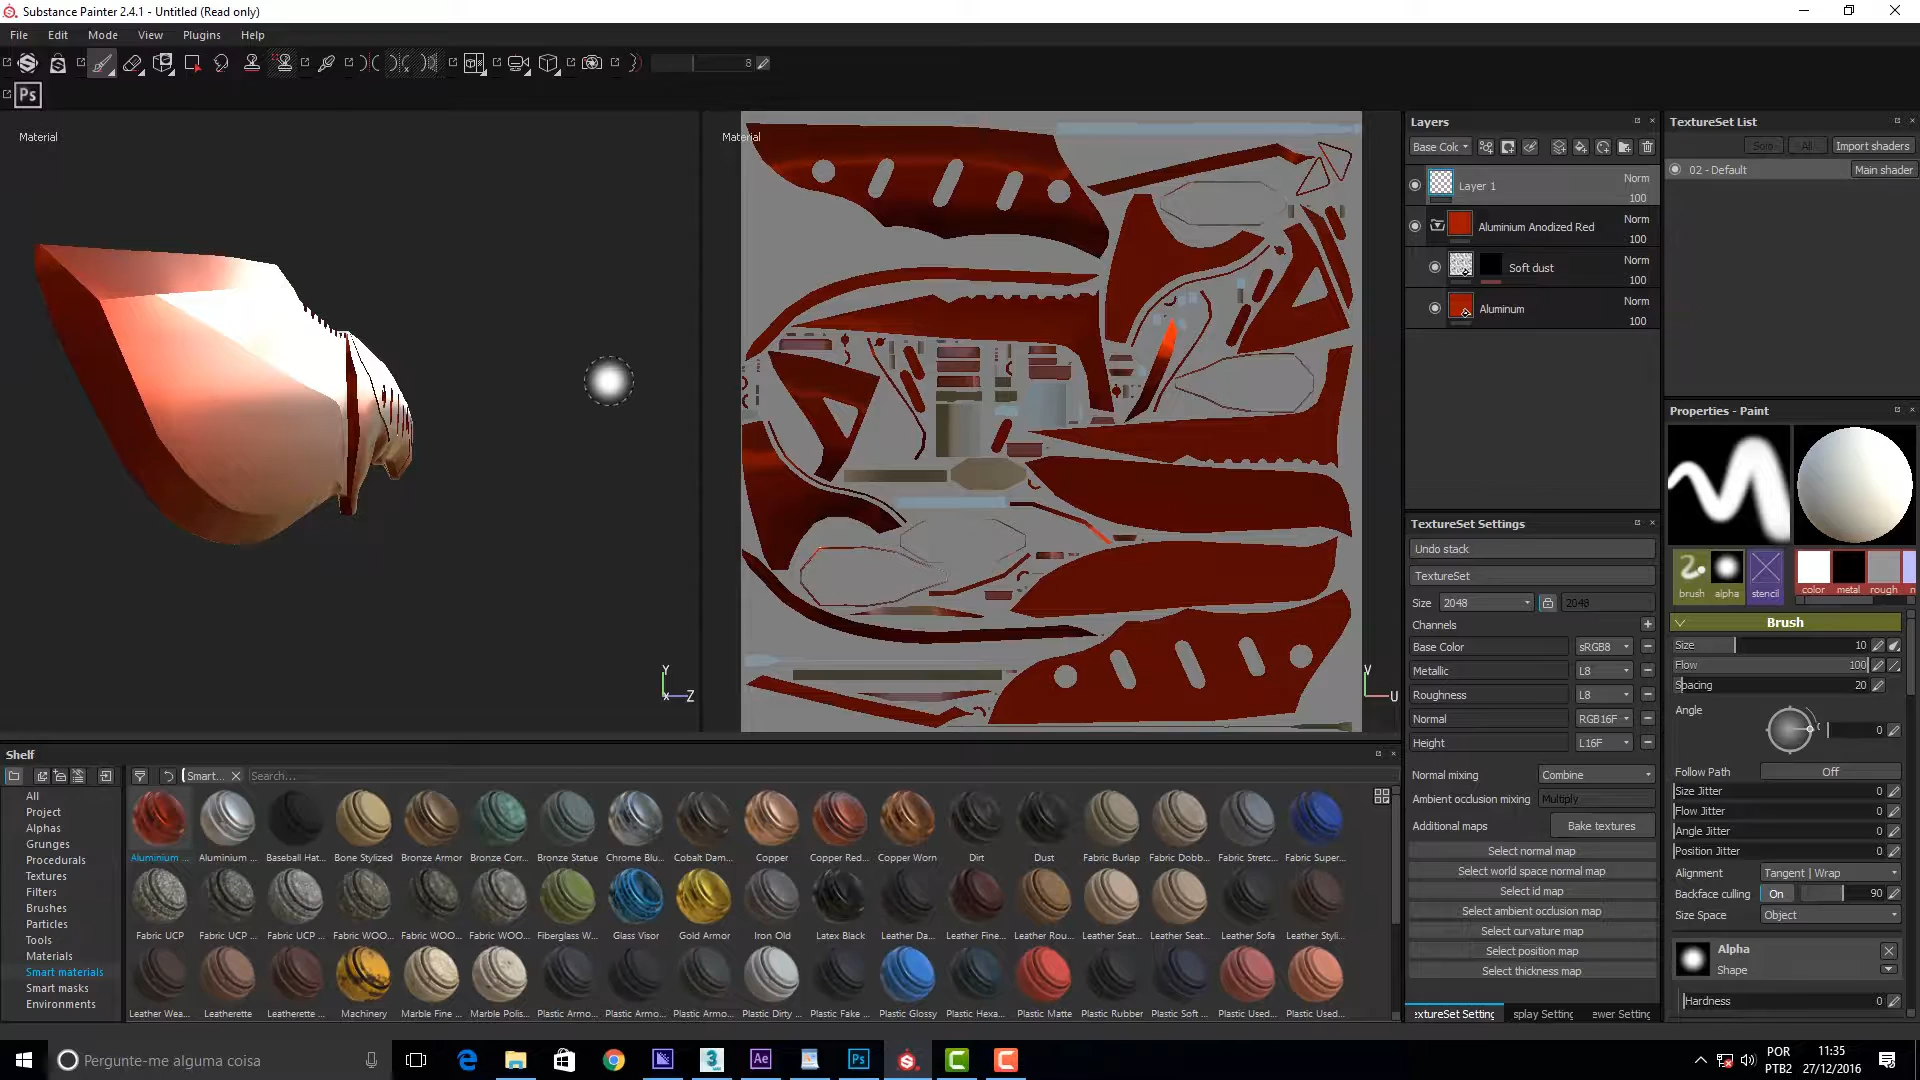 Substance Painter 2.4.1 - Untitled (Read only)
File Edit Mode View Plugins Help
8
Ps
Material
Material
Y
Z
X
V
U
Layers
Base Colo
Layer 1
Norm
100
Aluminium Anodized Red
Norm
100
Soft dust
Norm
100
Aluminum
Norm
100
TextureSet List
Solo All Import shaders
02 - Default Main shader
TextureSet Settings
Undo stack
TextureSet
Size 2048 2048
Channels
Base Color sRGB8
Metallic L8
Roughness L8
Normal RGB16F
Height L16F
Normal mixing Combine
Ambient occlusion mixing Multiply
Additional maps Bake textures
Select normal map
Select world space normal map
Select id map
Select ambient occlusion map
Select curvature map
Select position map
Select thickness map
extureSet Setting splay Setting ewer Setting
Properties - Paint
brush alpha stencil color metal rough n
Brush
Size 10
Flow 100
Spacing 20
Angle 0
Follow Path Off
Size Jitter 0
Flow Jitter 0
Angle Jitter 0
Position Jitter 0
Alignment Tangent | Wrap
Backface culling On 90
Size Space Object
Alpha
Shape
Hardness 0
Shelf
Smart... Search...
All
Project
Alphas
Grunges
Procedurals
Textures
Filters
Brushes
Particles
Tools
Materials
Smart materials
Smart masks
Environments
Aluminium ... Aluminium ... Baseball Hat... Bone Stylized Bronze Armor Bronze Corr... Bronze Statue Chrome Blu... Cobalt Dam... Copper Copper Red... Copper Worn Dirt Dust Fabric Burlap Fabric Dobb... Fabric Stretc... Fabric Super...
Fabric UCP Fabric UCP ... Fabric UCP ... Fabric WOO... Fabric WOO... Fabric WOO... Fiberglass W... Glass Visor Gold Armor Iron Old Latex Black Leather Da... Leather Fine... Leather Rou... Leather Seat... Leather Seat... Leather Sofa Leather Styli...
Leather Wea... Leatherette Leatherette ... Machinery Marble Fine ... Marble Polis... Plastic Armo... Plastic Armo... Plastic Armo... Plastic Dirty ... Plastic Fake ... Plastic Glossy Plastic Hexa... Plastic Matte Plastic Rubber Plastic Soft ... Plastic Used... Plastic Used...
Pergunte-me alguma coisa
3
Ae
Ps
POR
PTB2
11:35
27/12/2016